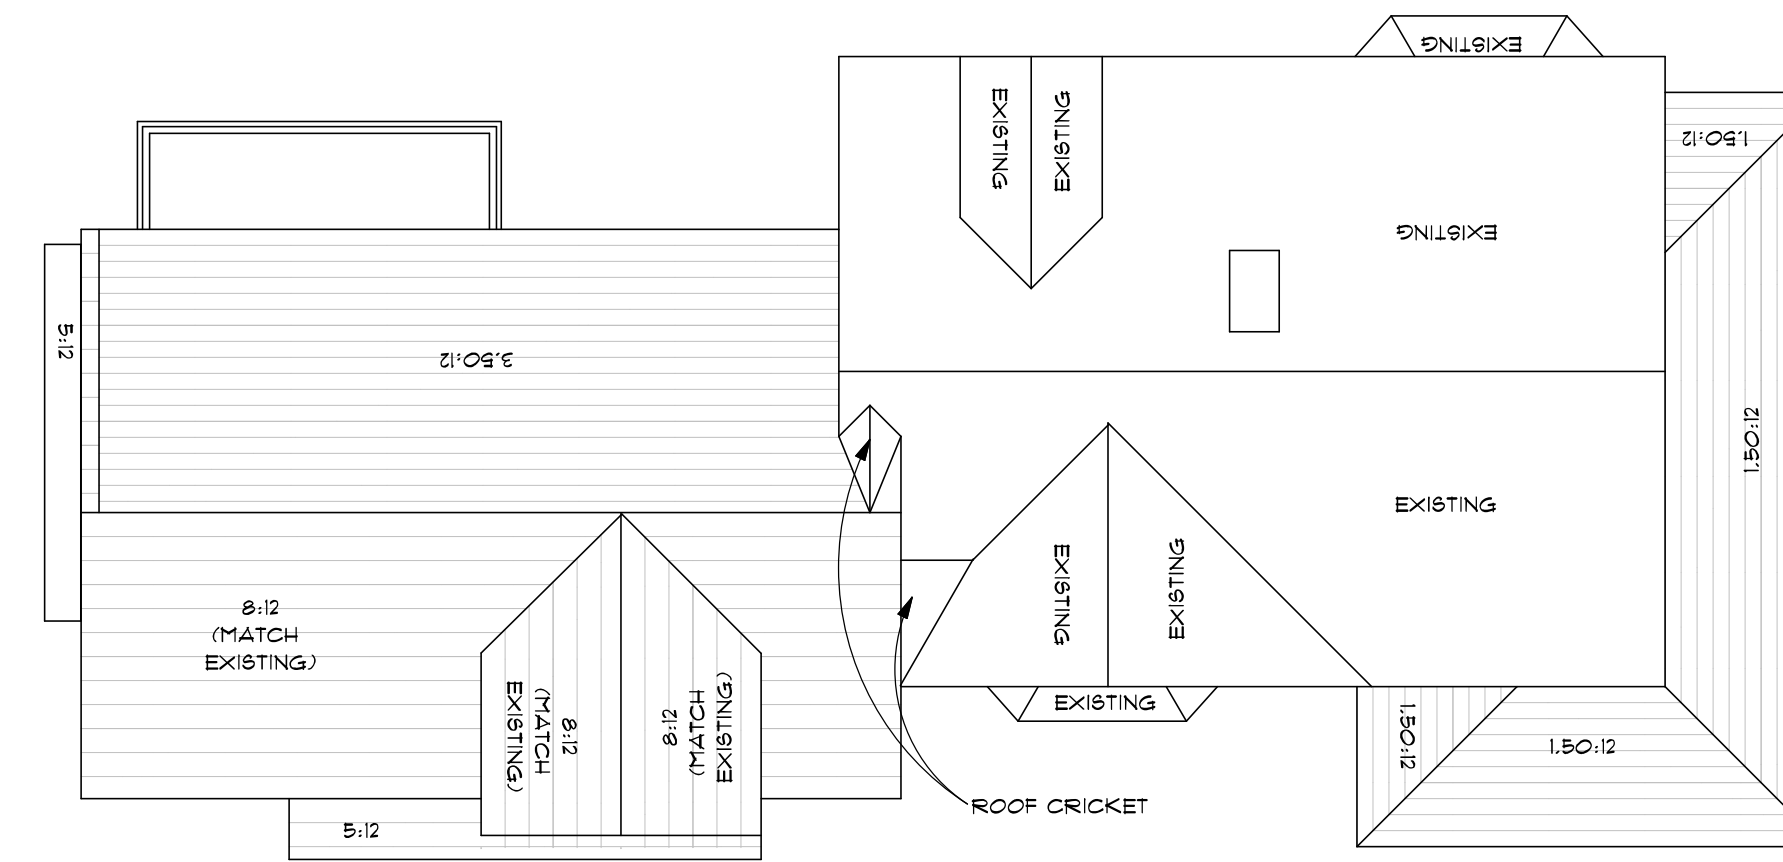 EXISTING
EXISTING
EXISTING
1.50:12
EXISTING
5:12
3.50:12
1.50:12
EXISTING
EXISTING
EXISTING
8:12
(MATCH
EXISTING)
8:12
(MATCH
EXISTING)
8:12
(MATCH
EXISTING)
EXISTING
1.50:12
1.50:12
ROOF CRICKET
5:12